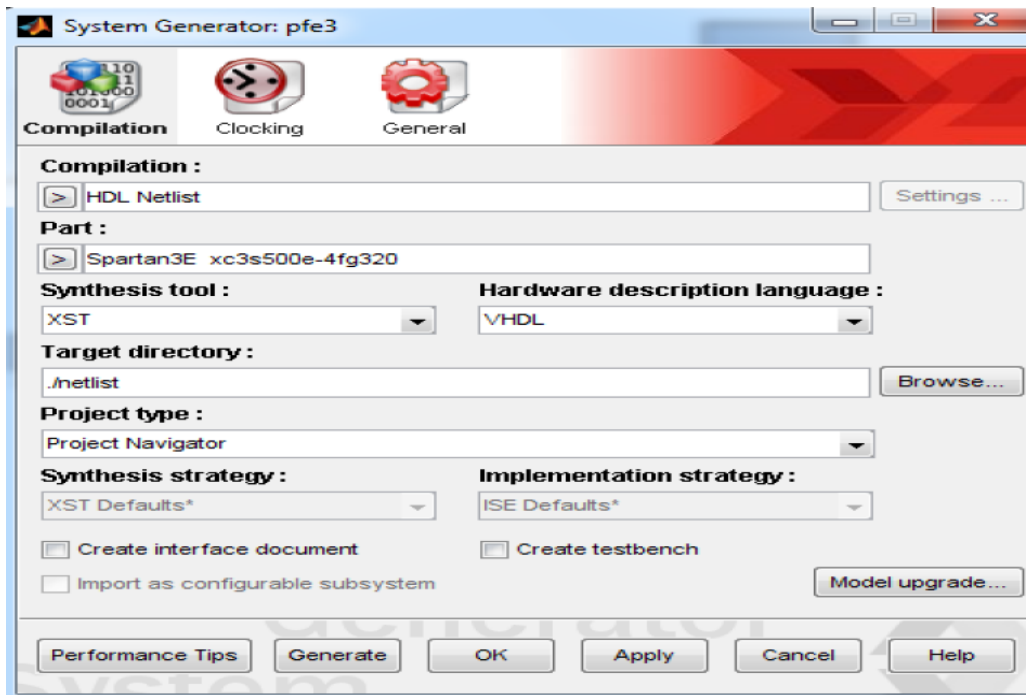 System Generator: pfe3
Compilation
Clocking
General
Compilation :
> HDL Netlist
Settings ...
Part :
> Spartan3E xc3s500e-4fg320
Synthesis tool :
Hardware description language :
XST
VHDL
Target directory :
./netlist
Browse...
Project type :
Project Navigator
Synthesis strategy :
Implementation strategy :
XST Defaults*
ISE Defaults*
Create interface document
Create testbench
Import as configurable subsystem
Model upgrade...
Performance Tips
Generate
OK
Apply
Cancel
Help
System
Generator